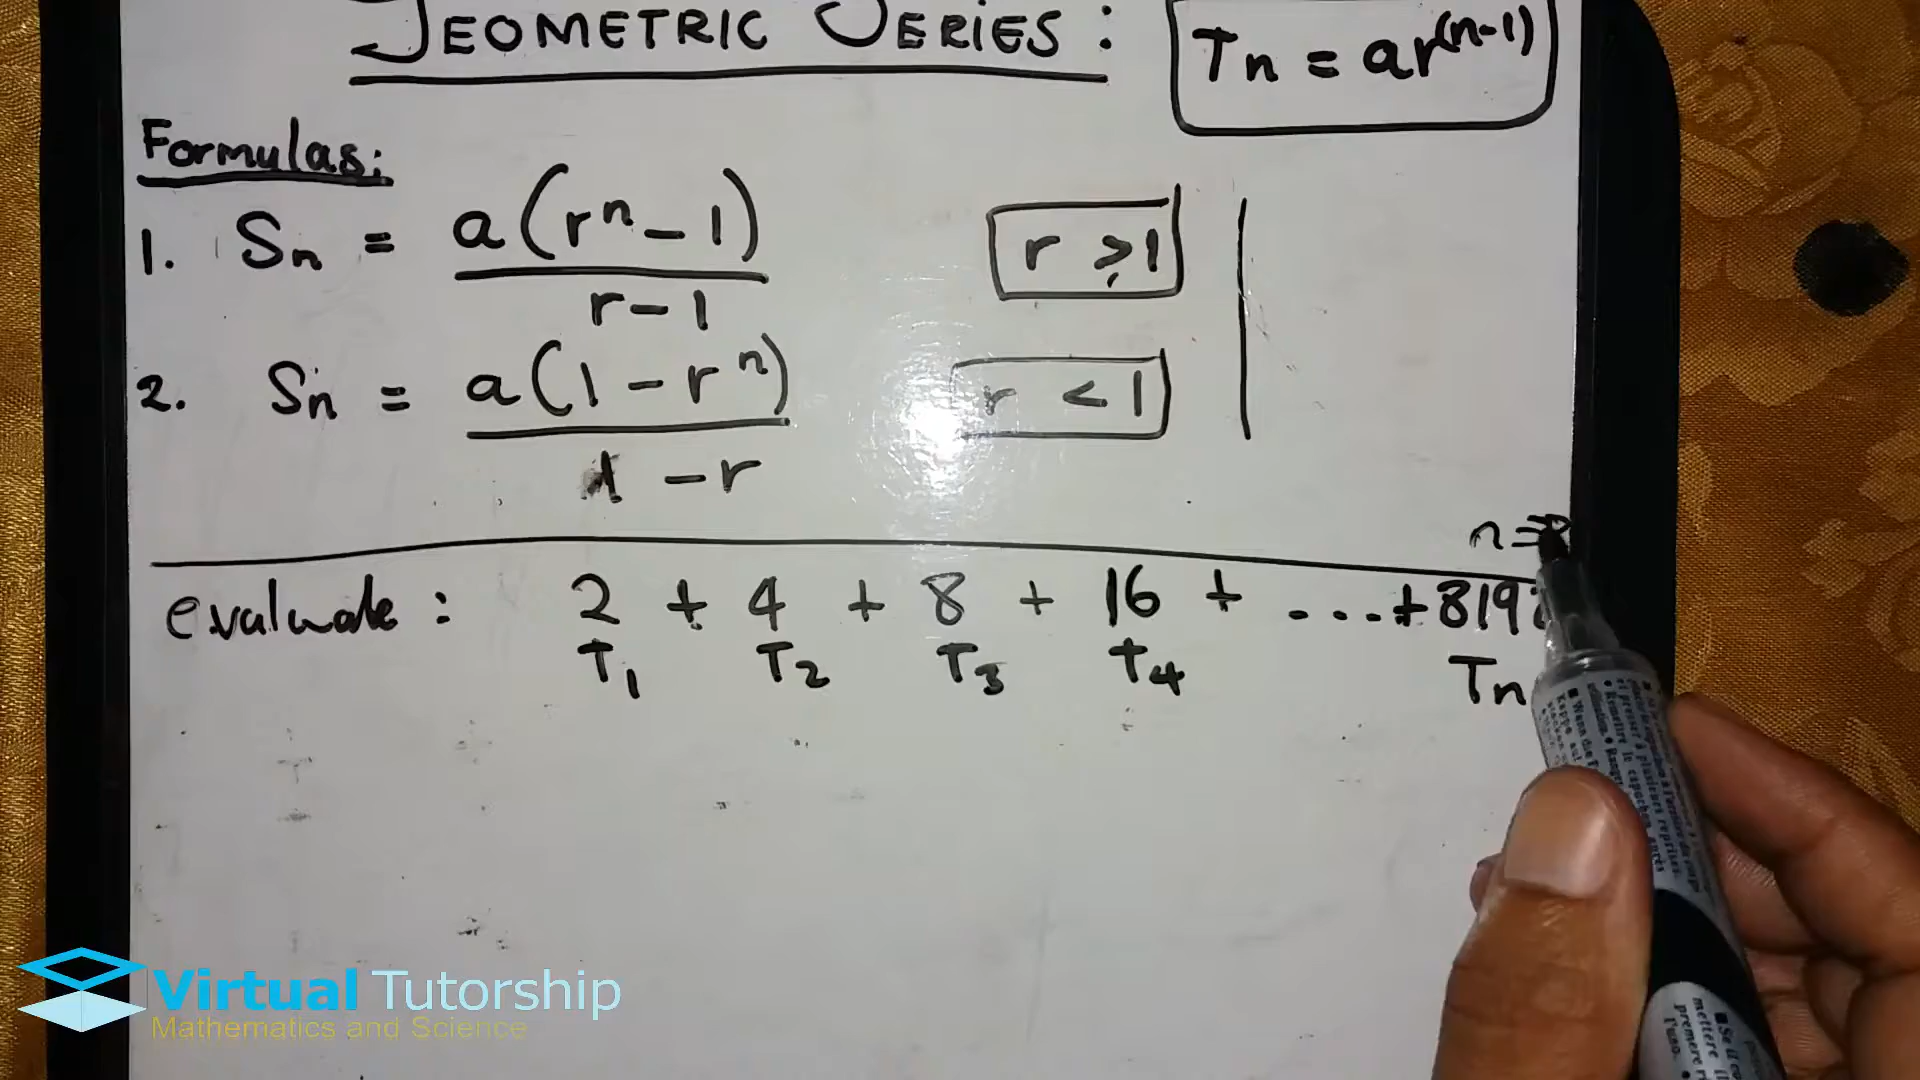 GEOMETRIC SERIES : Tn = ar^(n-1)
Formulas:
1. Sn = a(r^n - 1) / r - 1 r ⩾ 1
2. Sn = a(1 - r^n) / 1 - r r < 1
n =
evaluate : 2 + 4 + 8 + 16 + ... + 819
T1 T2 T3 T4 Tn
Virtual Tutorship
Mathematics and Science